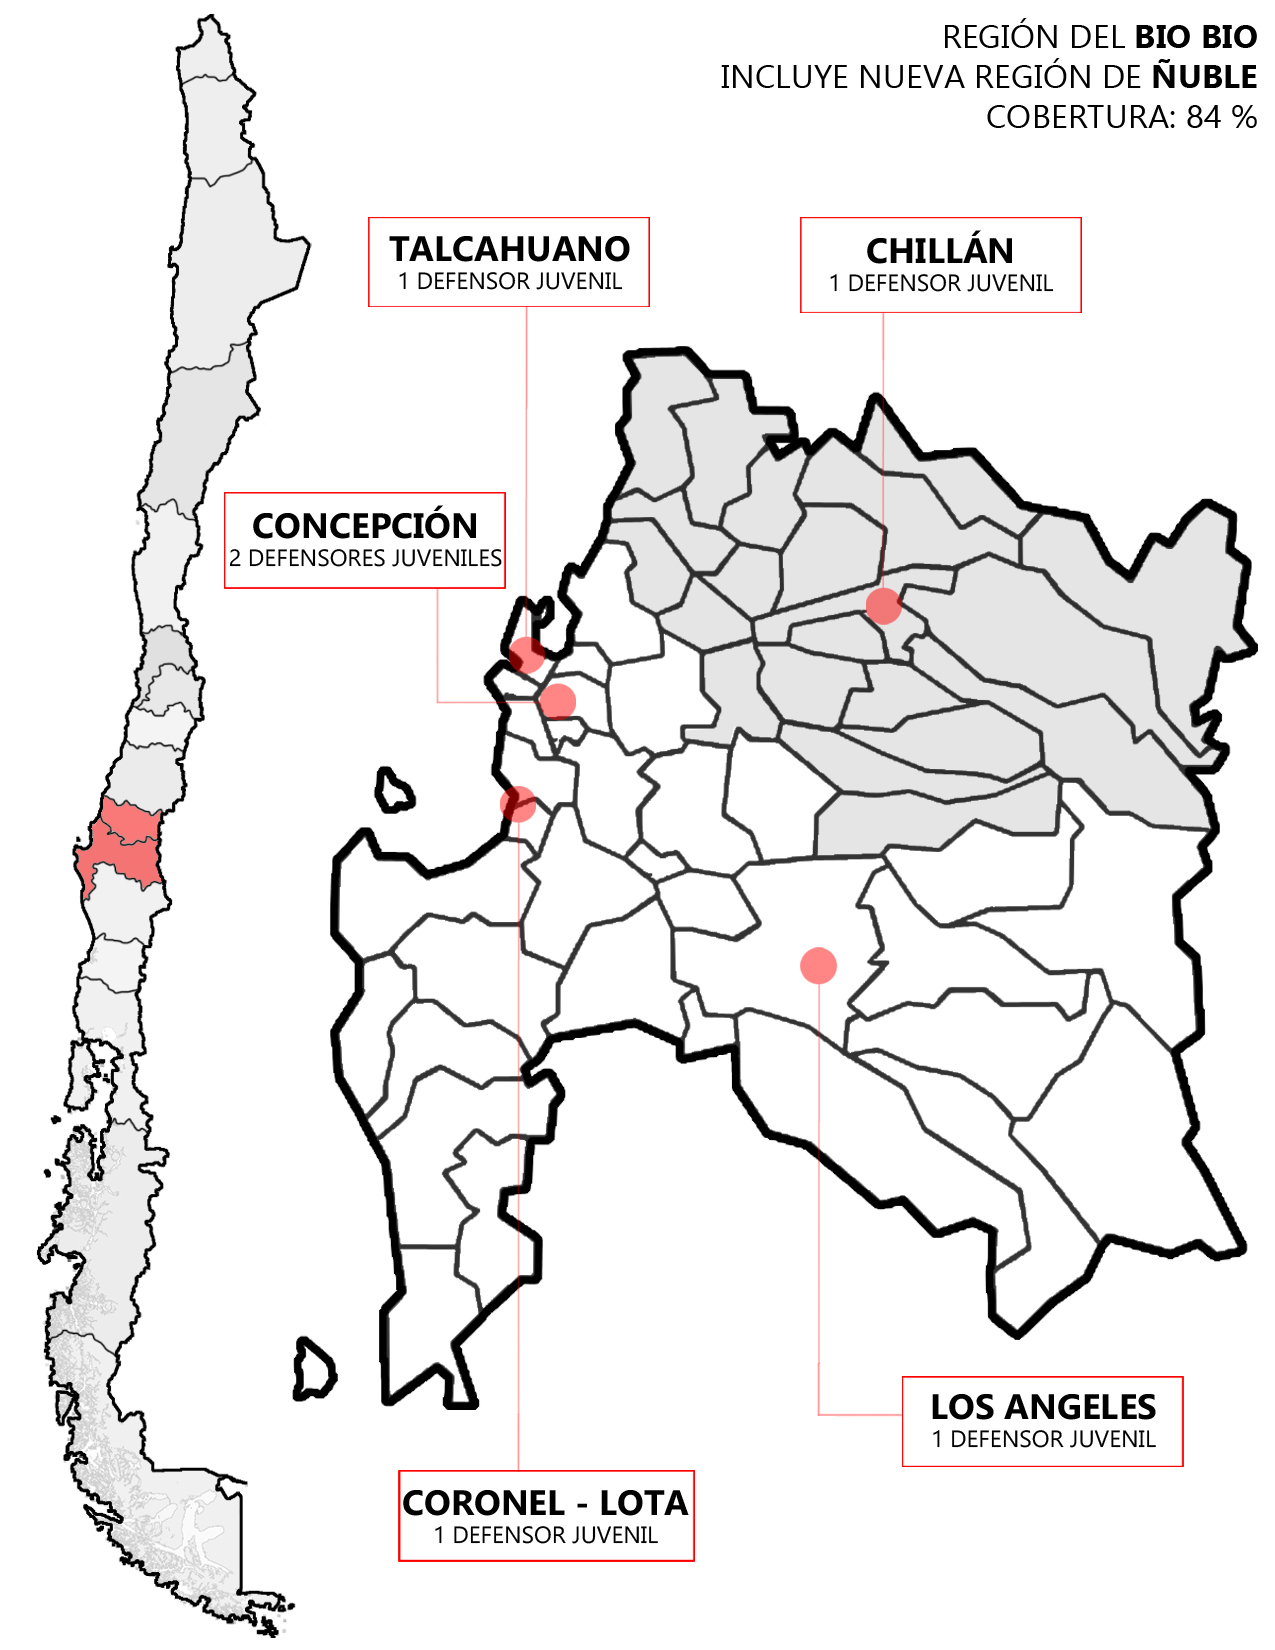 REGIÓN DEL BIO BIO
INCLUYE NUEVA REGIÓN DE ÑUBLE
COBERTURA: 84 %
TALCAHUANO
1 DEFENSOR JUVENIL
CHILLÁN
1 DEFENSOR JUVENIL
CONCEPCIÓN
2 DEFENSORES JUVENILES
LOS ANGELES
1 DEFENSOR JUVENIL
CORONEL - LOTA
1 DEFENSOR JUVENIL